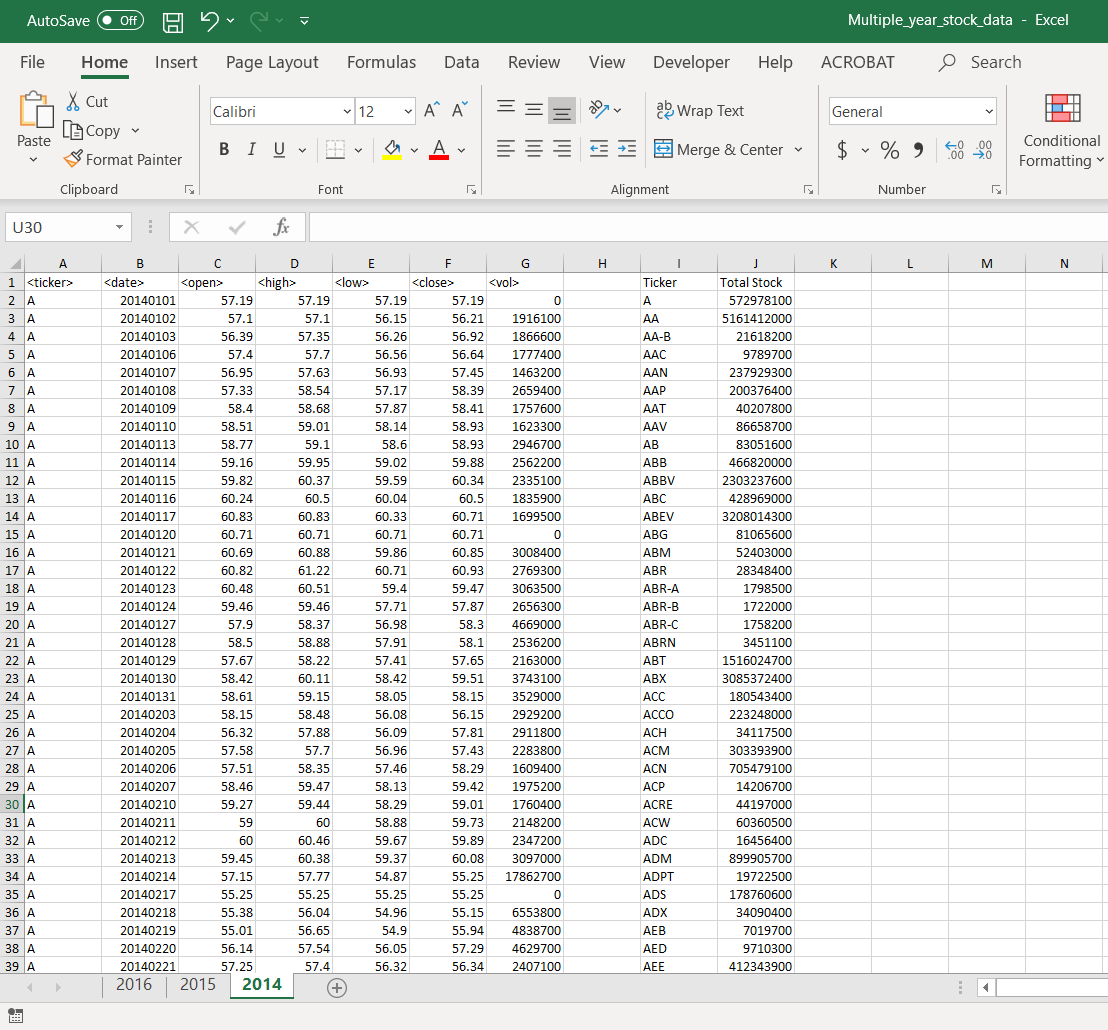 AutoSave Off Multiple_year_stock_data - Excel
File Home Insert Page Layout Formulas Data Review View Developer Help ACROBAT Search
Paste Cut Copy Format Painter
Calibri 12 A A B I U A
ab Wrap Text Merge & Center
General $ % , .00 .00
Conditional Formatting
Clipboard Font Alignment Number
U30 fx
A B C D E F G H I J K L M N
1 <ticker> <date> <open> <high> <low> <close> <vol> Ticker Total Stock
2 A 20140101 57.19 57.19 57.19 57.19 0 A 572978100
3 A 20140102 57.1 57.1 56.15 56.21 1916100 AA 5161412000
4 A 20140103 56.39 57.35 56.26 56.92 1866600 AA-B 21618200
5 A 20140106 57.4 57.7 56.56 56.64 1777400 AAC 9789700
6 A 20140107 56.95 57.63 56.93 57.45 1463200 AAN 237929300
7 A 20140108 57.33 58.54 57.17 58.39 2659400 AAP 200376400
8 A 20140109 58.4 58.68 57.87 58.41 1757600 AAT 40207800
9 A 20140110 58.51 59.01 58.14 58.93 1623300 AAV 86658700
10 A 20140113 58.77 59.1 58.6 58.93 2946700 AB 83051600
11 A 20140114 59.16 59.95 59.02 59.88 2562200 ABB 466820000
12 A 20140115 59.82 60.37 59.59 60.34 2335100 ABBV 2303237600
13 A 20140116 60.24 60.5 60.04 60.5 1835900 ABC 428969000
14 A 20140117 60.83 60.83 60.33 60.71 1699500 ABEV 3208014300
15 A 20140120 60.71 60.71 60.71 60.71 0 ABG 81065600
16 A 20140121 60.69 60.88 59.86 60.85 3008400 ABM 52403000
17 A 20140122 60.82 61.22 60.71 60.93 2769300 ABR 28348400
18 A 20140123 60.48 60.51 59.4 59.47 3063500 ABR-A 1798500
19 A 20140124 59.46 59.46 57.71 57.87 2656300 ABR-B 1722000
20 A 20140127 57.9 58.37 56.98 58.3 4669000 ABR-C 1758200
21 A 20140128 58.5 58.88 57.91 58.1 2536200 ABRN 3451100
22 A 20140129 57.67 58.22 57.41 57.65 2163000 ABT 1516024700
23 A 20140130 58.42 60.11 58.42 59.51 3743100 ABX 3085372400
24 A 20140131 58.61 59.15 58.05 58.15 3529000 ACC 180543400
25 A 20140203 58.15 58.48 56.08 56.15 2929200 ACCO 223248000
26 A 20140204 56.32 57.88 56.09 57.81 2911800 ACH 34117500
27 A 20140205 57.58 57.7 56.96 57.43 2283800 ACM 303393900
28 A 20140206 57.51 58.35 57.46 58.29 1609400 ACN 705479100
29 A 20140207 58.46 59.47 58.13 59.42 1975200 ACP 14206700
30 A 20140210 59.27 59.44 58.29 59.01 1760400 ACRE 44197000
31 A 20140211 59 60 58.88 59.73 2148200 ACW 60360500
32 A 20140212 60 60.46 59.67 59.89 2347200 ADC 16456400
33 A 20140213 59.45 60.38 59.37 60.08 3097000 ADM 899905700
34 A 20140214 57.15 57.77 54.87 55.25 17862700 ADPT 19722500
35 A 20140217 55.25 55.25 55.25 55.25 0 ADS 178760600
36 A 20140218 55.38 56.04 54.96 55.15 6553800 ADX 34090400
37 A 20140219 55.01 56.65 54.9 55.94 4838700 AEB 7019700
38 A 20140220 56.14 57.54 56.05 57.29 4629700 AED 9710300
39 A 20140221 57.25 57.4 56.32 56.34 2407100 AEE 412343900
2016 2015 2014